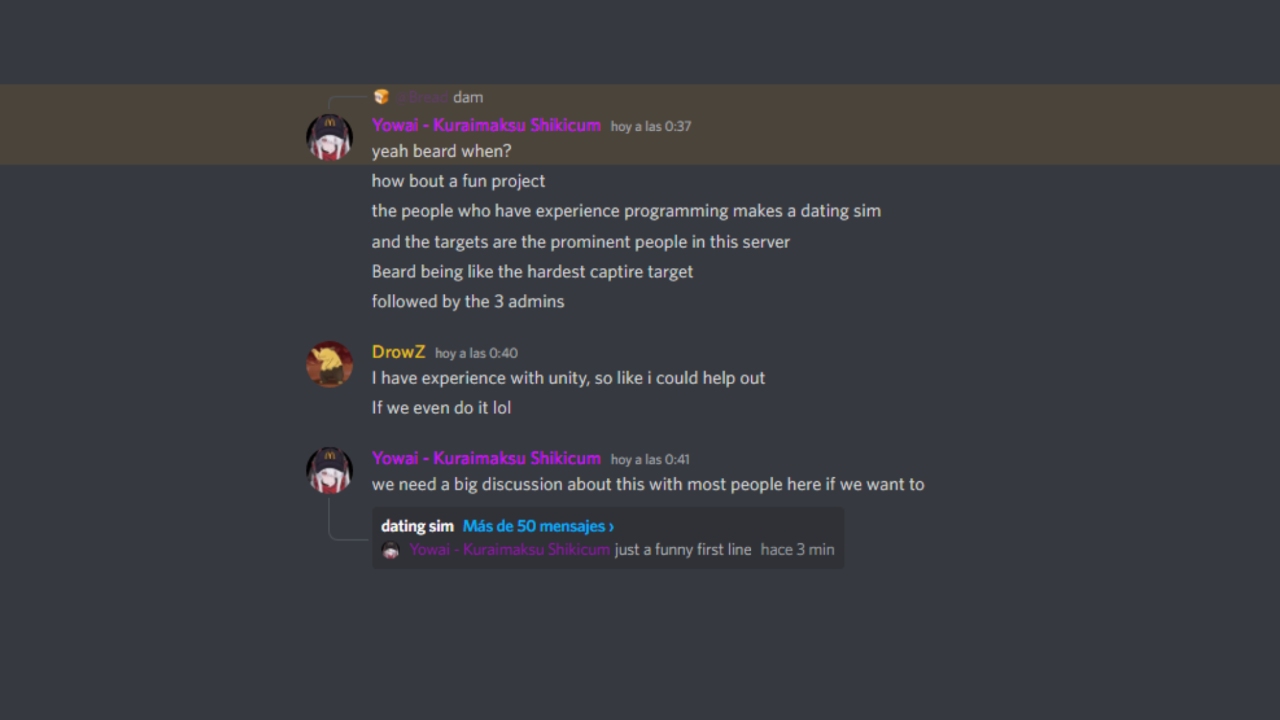 @Bread dam
Yowai - Kuraimaksu Shikicum hoy a las 0:37
yeah beard when?
how bout a fun project
the people who have experience programming makes a dating sim
and the targets are the prominent people in this server
Beard being like the hardest captire target
followed by the 3 admins
DrowZ hoy a las 0:40
I have experience with unity, so like i could help out
If we even do it lol
Yowai - Kuraimaksu Shikicum hoy a las 0:41
we need a big discussion about this with most people here if we want to
dating sim Más de 50 mensajes ›
Yowai - Kuraimaksu Shikicum just a funny first line hace 3 min